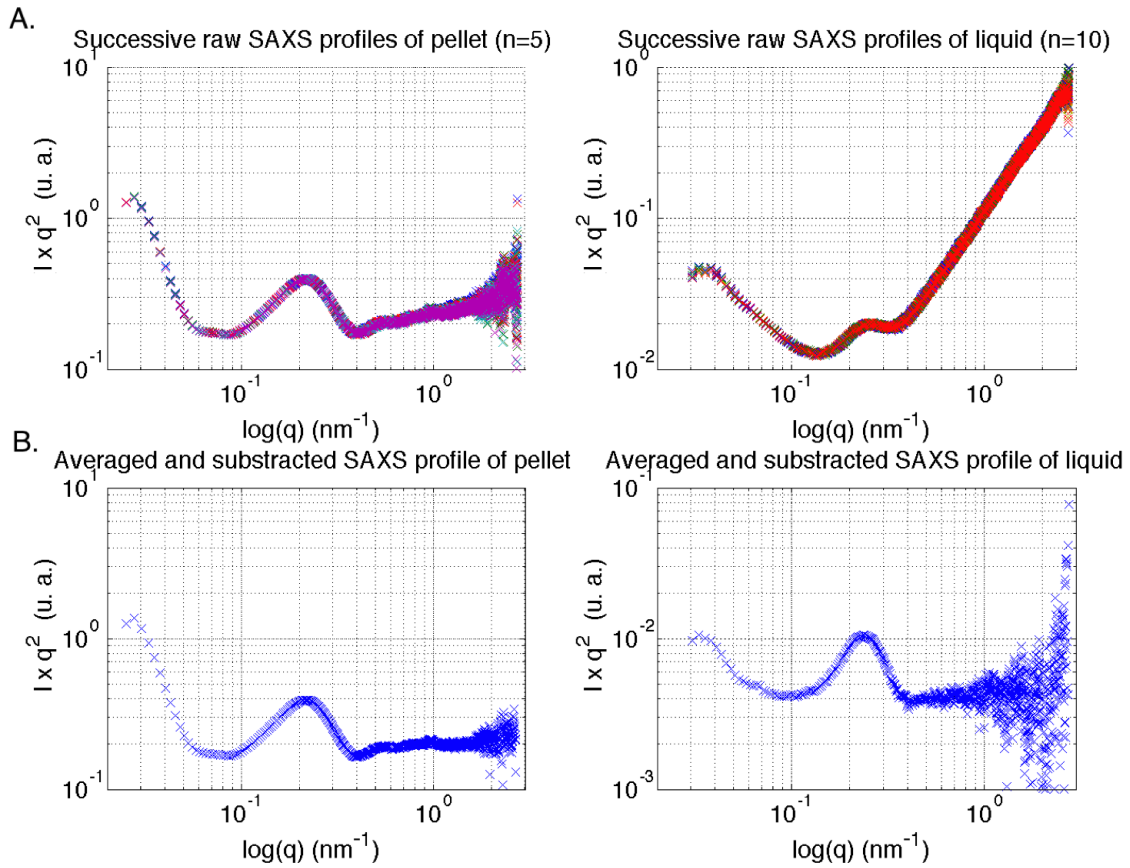 A.
Successive raw SAXS profiles of pellet (n=5)
Successive raw SAXS profiles of liquid (n=10)
10^1
10^0
10^-1
I x q^2 (u. a.)
10^-1
10^0
log(q) (nm^-1)
10^0
10^-1
10^-2
I x q^2 (u. a.)
10^-1
10^0
log(q) (nm^-1)
B.
Averaged and substracted SAXS profile of pellet
Averaged and substracted SAXS profile of liquid
10^1
10^0
10^-1
I x q^2 (u. a.)
10^-1
10^0
log(q) (nm^-1)
10^-1
10^-2
10^-3
I x q^2 (u. a.)
10^-1
10^0
log(q) (nm^-1)